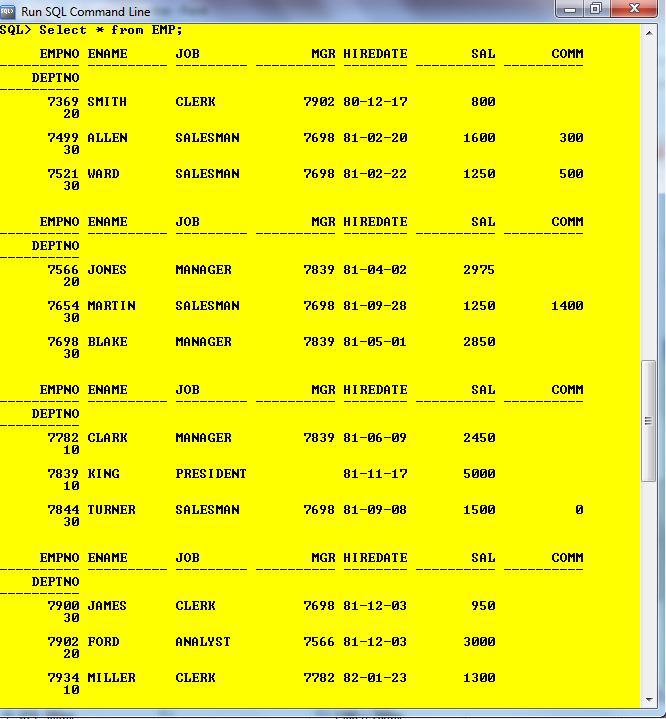 Run SQL Command Line
SQL> Select * from EMP;
EMPNO ENAME JOB MGR HIREDATE SAL COMM
---------- ---------- --------- ---------- -------- ---------- ----------
DEPTNO
----------
7369 SMITH CLERK 7902 80-12-17 800
20
7499 ALLEN SALESMAN 7698 81-02-20 1600 300
30
7521 WARD SALESMAN 7698 81-02-22 1250 500
30
EMPNO ENAME JOB MGR HIREDATE SAL COMM
---------- ---------- --------- ---------- -------- ---------- ----------
DEPTNO
----------
7566 JONES MANAGER 7839 81-04-02 2975
20
7654 MARTIN SALESMAN 7698 81-09-28 1250 1400
30
7698 BLAKE MANAGER 7839 81-05-01 2850
30
EMPNO ENAME JOB MGR HIREDATE SAL COMM
---------- ---------- --------- ---------- -------- ---------- ----------
DEPTNO
----------
7782 CLARK MANAGER 7839 81-06-09 2450
10
7839 KING PRESIDENT 81-11-17 5000
10
7844 TURNER SALESMAN 7698 81-09-08 1500 0
30
EMPNO ENAME JOB MGR HIREDATE SAL COMM
---------- ---------- --------- ---------- -------- ---------- ----------
DEPTNO
----------
7900 JAMES CLERK 7698 81-12-03 950
30
7902 FORD ANALYST 7566 81-12-03 3000
20
7934 MILLER CLERK 7782 82-01-23 1300
10